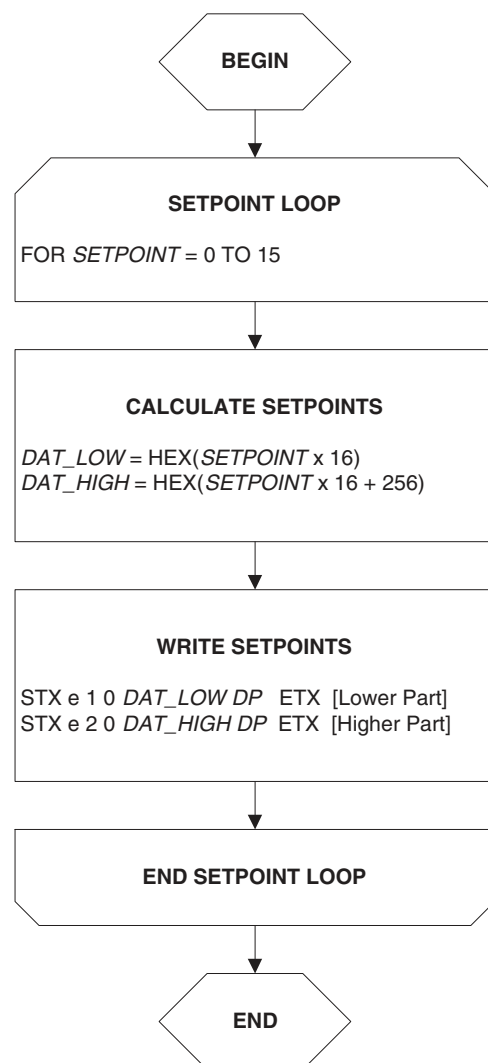 BEGIN
SETPOINT LOOP
FOR SETPOINT = 0 TO 15
CALCULATE SETPOINTS
DAT_LOW = HEX(SETPOINT x 16)
DAT_HIGH = HEX(SETPOINT x 16 + 256)
WRITE SETPOINTS
STX e 1 0 DAT_LOW DP ETX [Lower Part]
STX e 2 0 DAT_HIGH DP ETX [Higher Part]
END SETPOINT LOOP
END